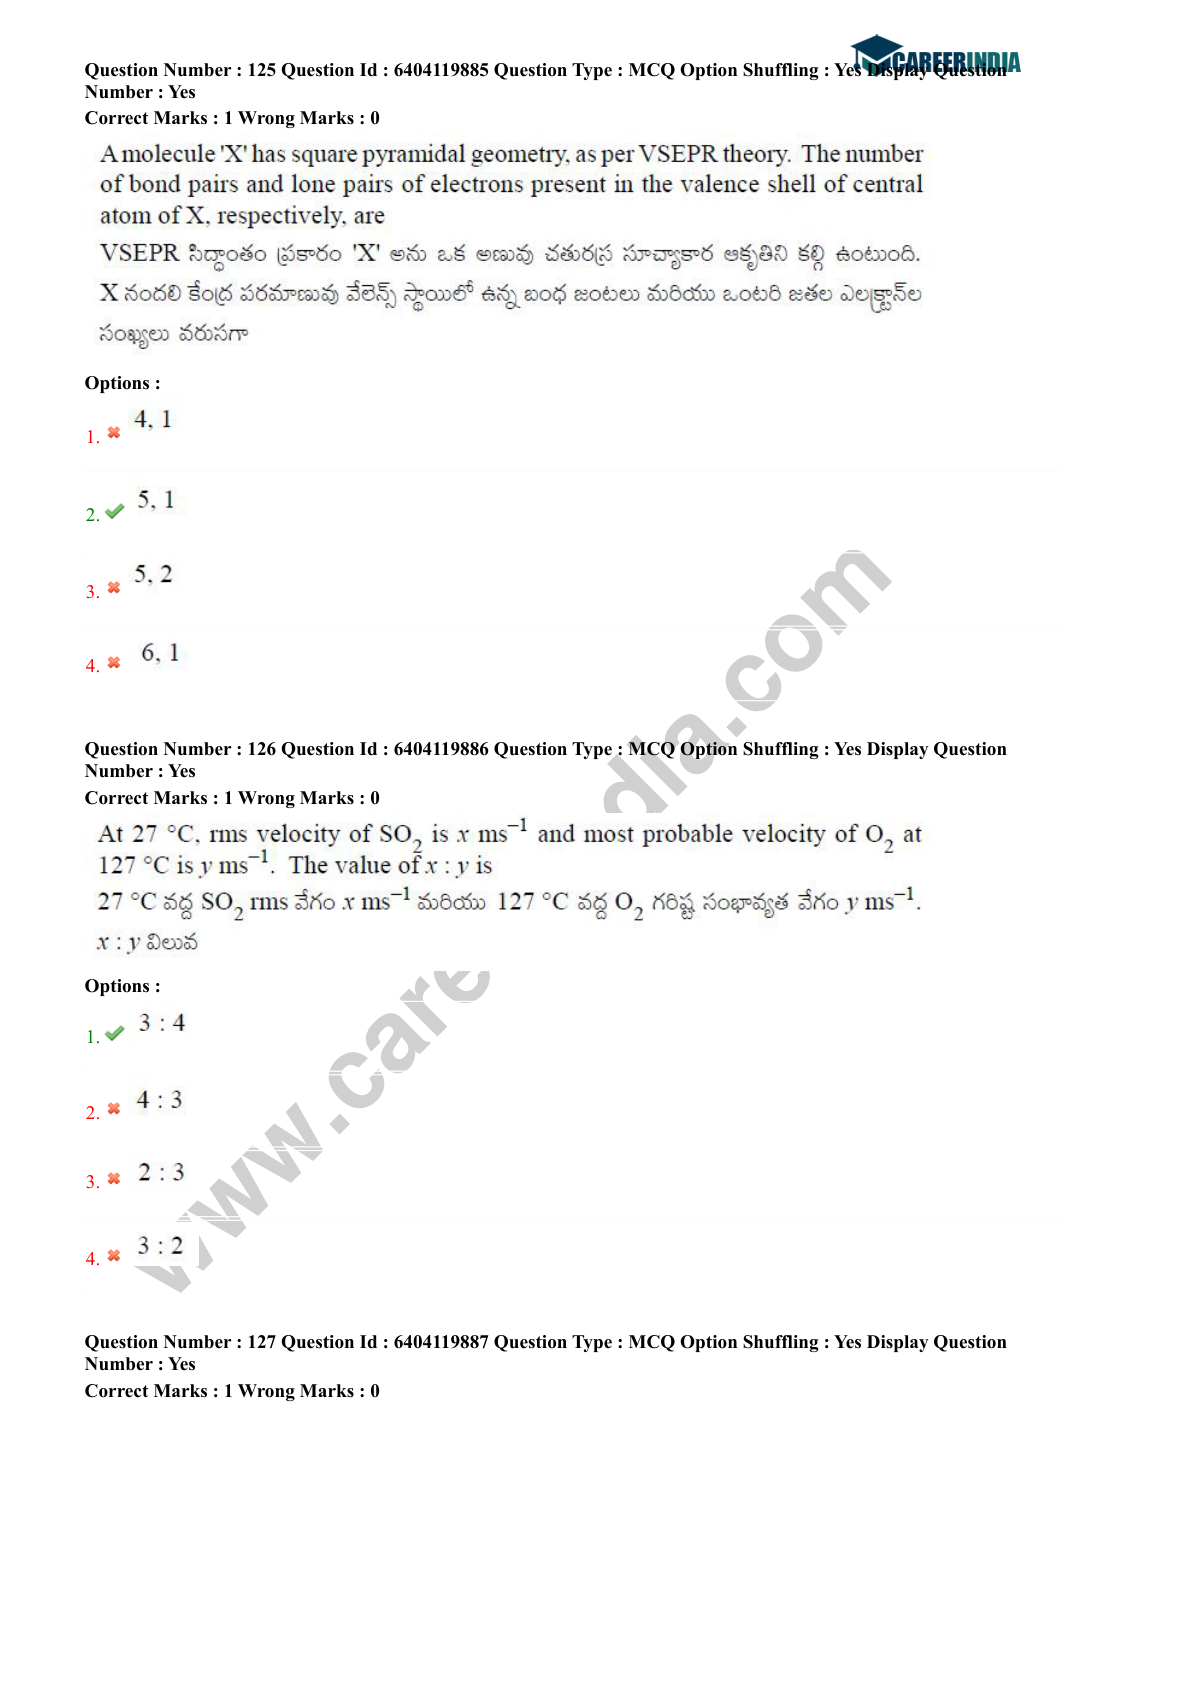 CAREERINDIA
Question Number : 125 Question Id : 6404119885 Question Type : MCQ Option Shuffling : Yes Display Question
Number : Yes
Correct Marks : 1 Wrong Marks : 0
A molecule 'X' has square pyramidal geometry, as per VSEPR theory. The number
of bond pairs and lone pairs of electrons present in the valence shell of central
atom of X, respectively, are
VSEPR సిద్ధాంతం ప్రకారం 'X' అను ఒక అణువు చతురస్ర సూచ్యాకార ఆకృతిని కల్గి ఉంటుంది.
X నందలి కేంద్ర పరమాణువు వేలెన్స్ స్థాయిలో ఉన్న బంధ జంటలు మరియు ఒంటరి జతల ఎలక్ట్రాన్‌ల
సంఖ్యలు వరుసగా
Options :
1. 4, 1
2. 5, 1
3. 5, 2
4. 6, 1
Question Number : 126 Question Id : 6404119886 Question Type : MCQ Option Shuffling : Yes Display Question
Number : Yes
Correct Marks : 1 Wrong Marks : 0
At 27 °C, rms velocity of SO₂ is x ms⁻¹ and most probable velocity of O₂ at
127 °C is y ms⁻¹. The value of x : y is
27 °C వద్ద SO₂ rms వేగం x ms⁻¹ మరియు 127 °C వద్ద O₂ గరిష్ట సంభావ్యత వేగం y ms⁻¹.
x : y విలువ
Options :
1. 3 : 4
2. 4 : 3
3. 2 : 3
4. 3 : 2
Question Number : 127 Question Id : 6404119887 Question Type : MCQ Option Shuffling : Yes Display Question
Number : Yes
Correct Marks : 1 Wrong Marks : 0